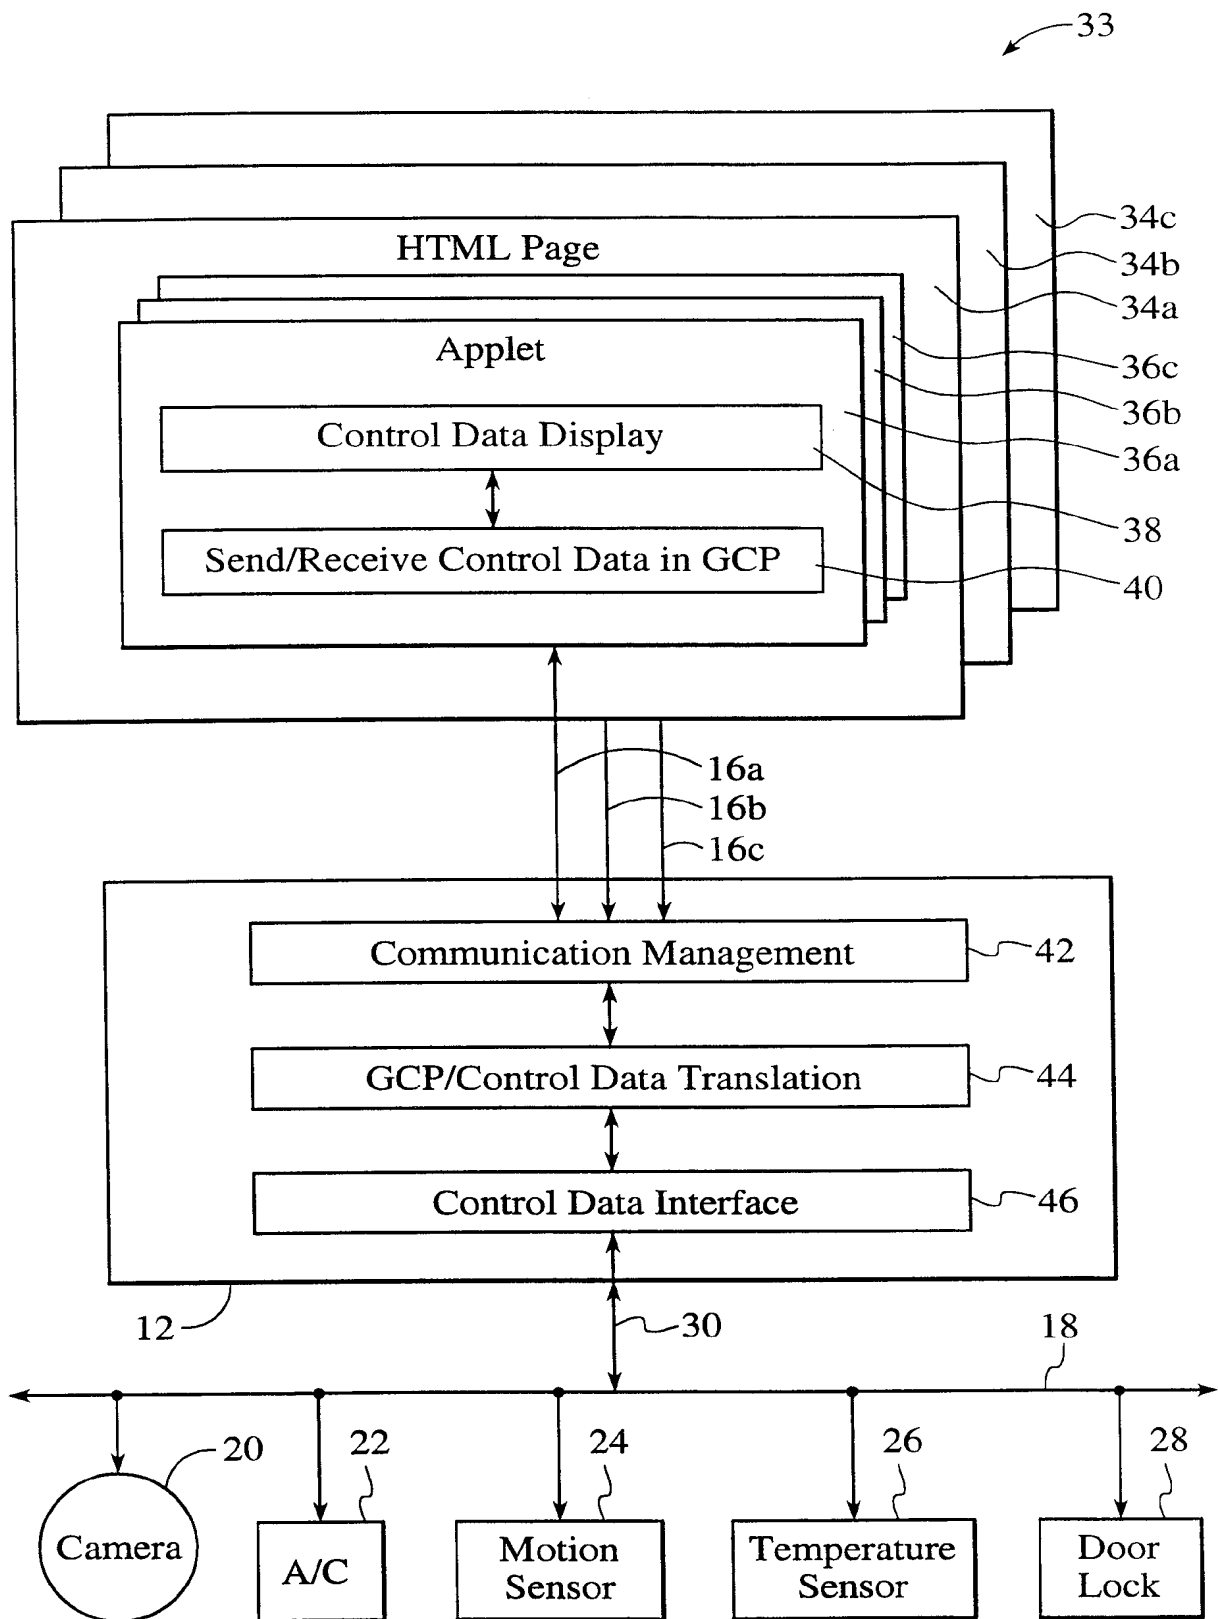 33
HTML Page
34c
34b
34a
Applet
36c
36b
36a
Control Data Display
38
Send/Receive Control Data in GCP
40
16a
16b
16c
Communication Management
42
GCP/Control Data Translation
44
Control Data Interface
46
12
30
18
20
22
24
26
28
Camera
A/C
Motion
Sensor
Temperature
Sensor
Door
Lock